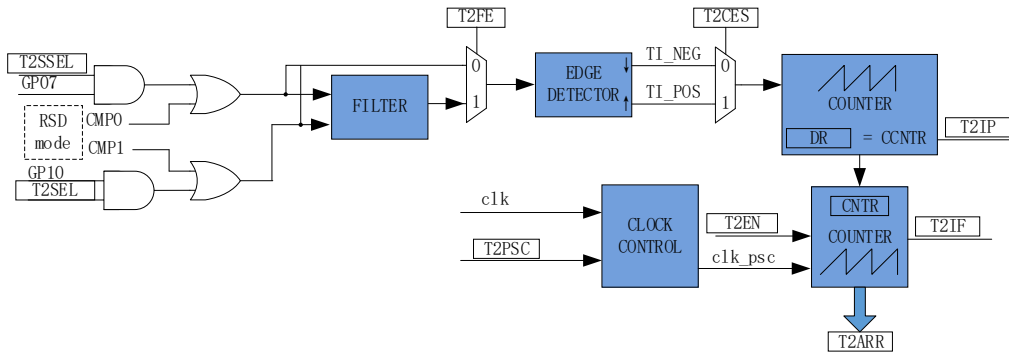 T2FE
T2CES
T2SSEL
GP07
CMP0
RSD
mode
CMP1
GP10
T2SEL
FILTER
0
1
EDGE
DETECTOR
TI_NEG
TI_POS
0
1
COUNTER
DR = CCNTR
T2IP
clk
T2PSC
CLOCK
CONTROL
T2EN
clk_psc
CNTR
COUNTER
T2IF
T2ARR